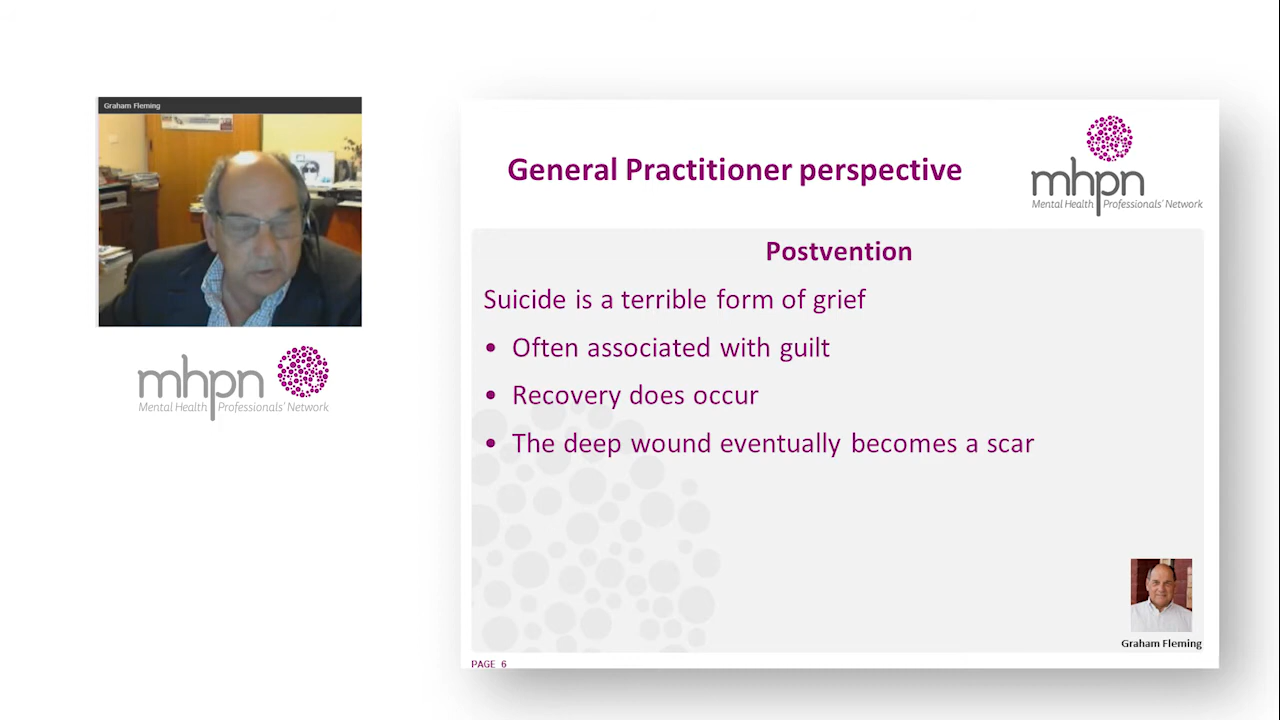 Graham Fleming
mhpn
Mental Health Professionals' Network
General Practitioner perspective
mhpn
Mental Health Professionals' Network
Postvention
Suicide is a terrible form of grief
• Often associated with guilt
• Recovery does occur
• The deep wound eventually becomes a scar
Graham Fleming
PAGE 6